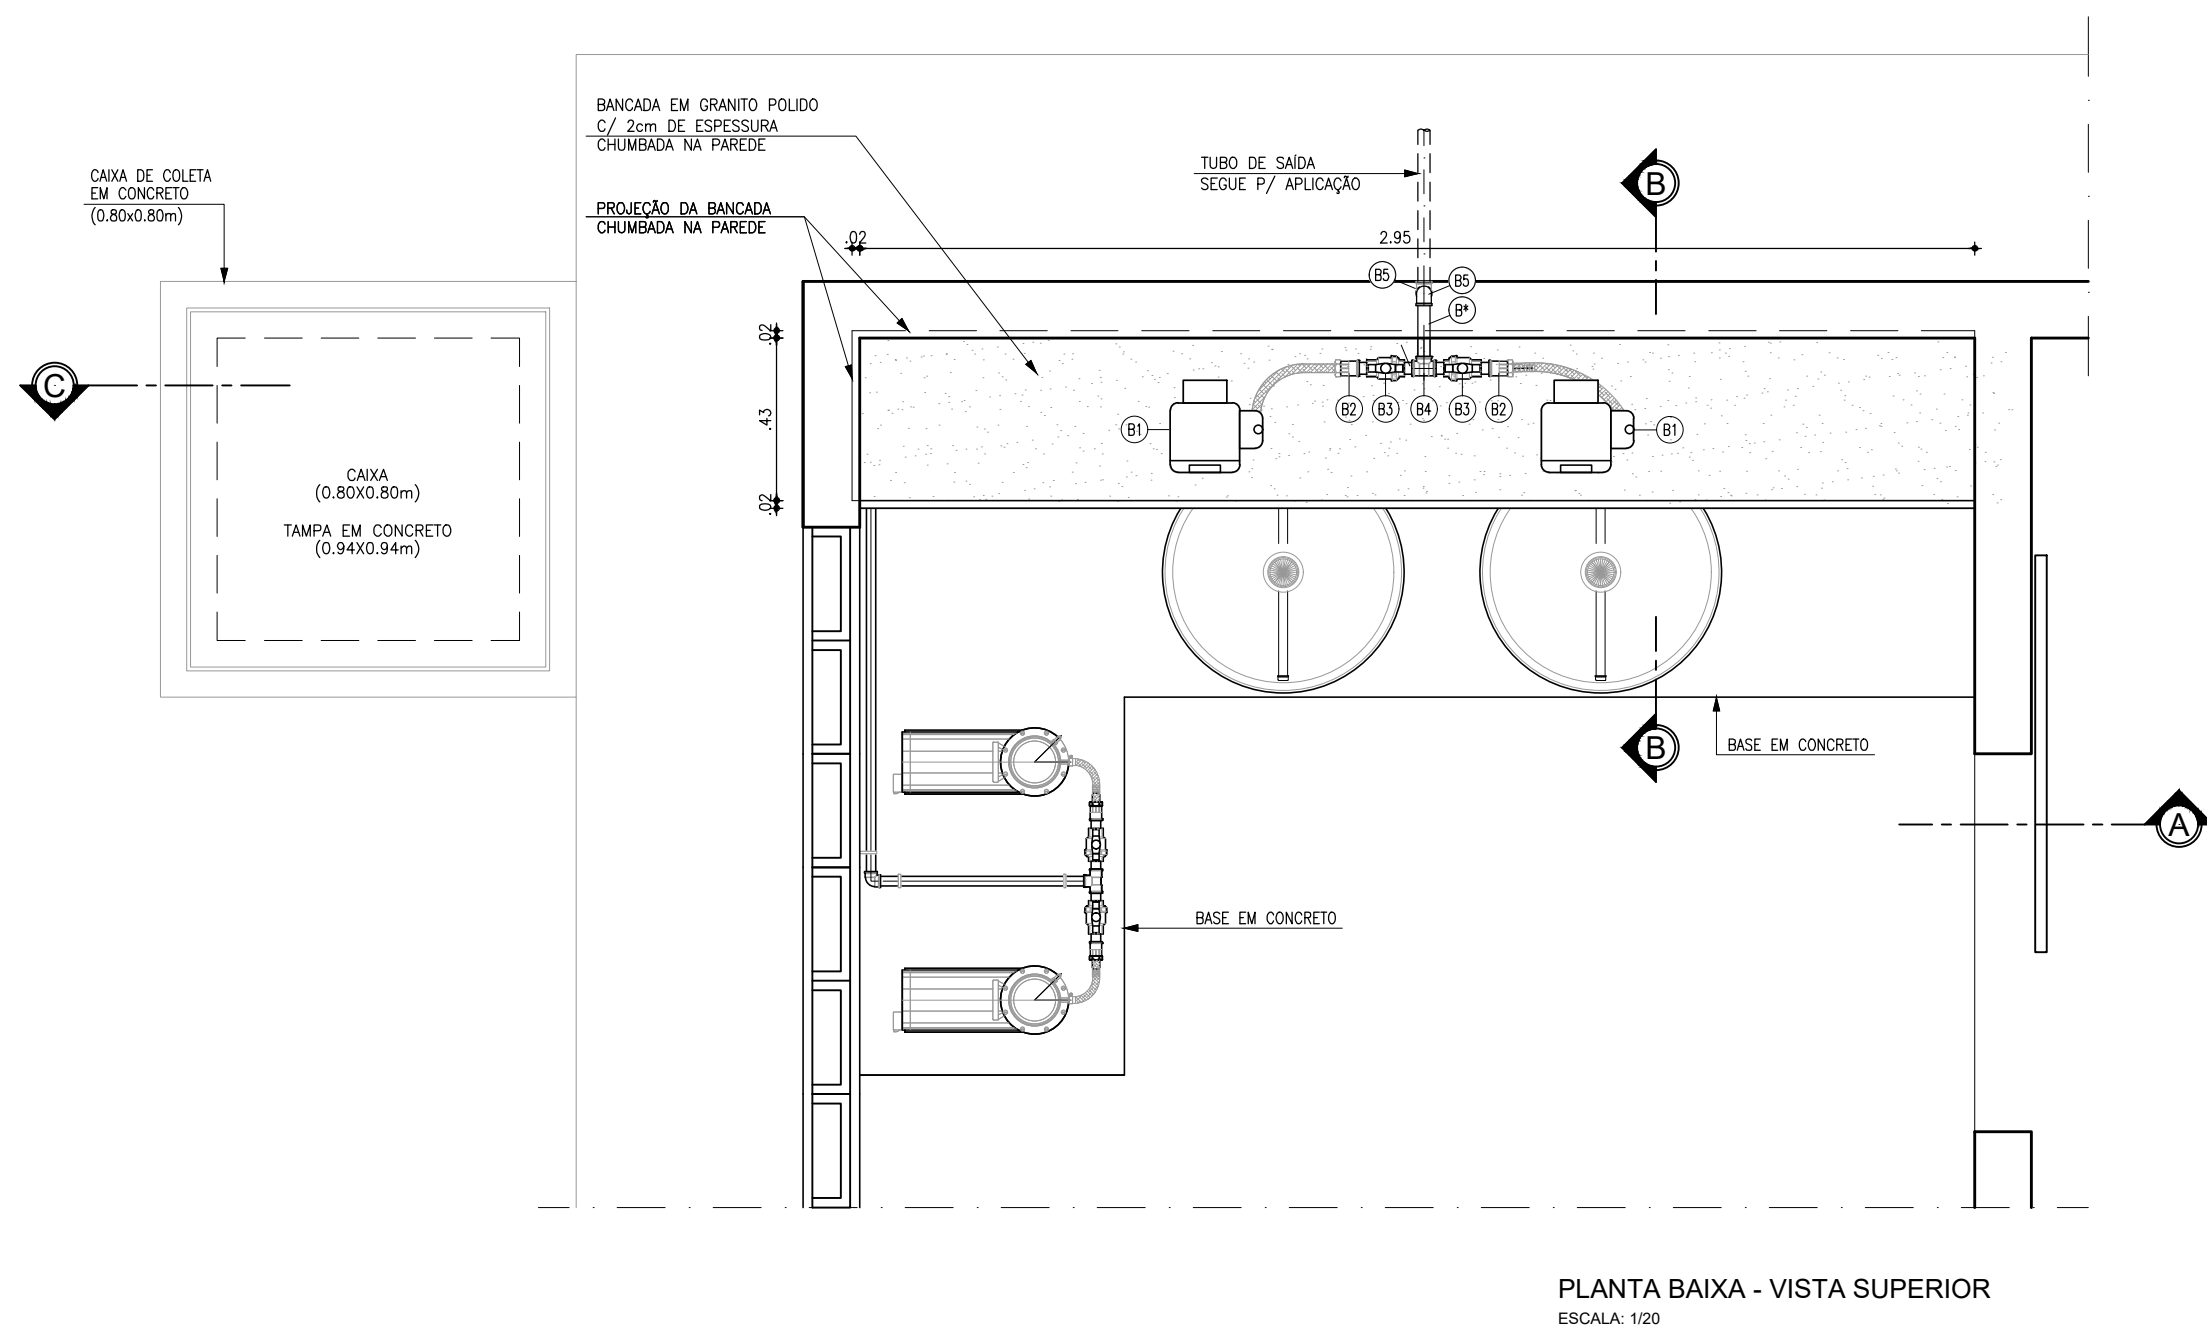 BANCADA EM GRANITO POLIDO
C/ 2cm DE ESPESSURA
CHUMBADA NA PAREDE
TUBO DE SAÍDA
SEGUE P/ APLICAÇÃO
B
CAIXA DE COLETA
EM CONCRETO
(0.80x0.80m)
PROJEÇÃO DA BANCADA
CHUMBADA NA PAREDE
.02
2.95
B5
B5
B*
.02
.43
.02
C
B2
B3
B4
B3
B2
B1
B1
CAIXA
(0.80X0.80m)
TAMPA EM CONCRETO
(0.94X0.94m)
B
BASE EM CONCRETO
A
BASE EM CONCRETO
PLANTA BAIXA - VISTA SUPERIOR
ESCALA: 1/20